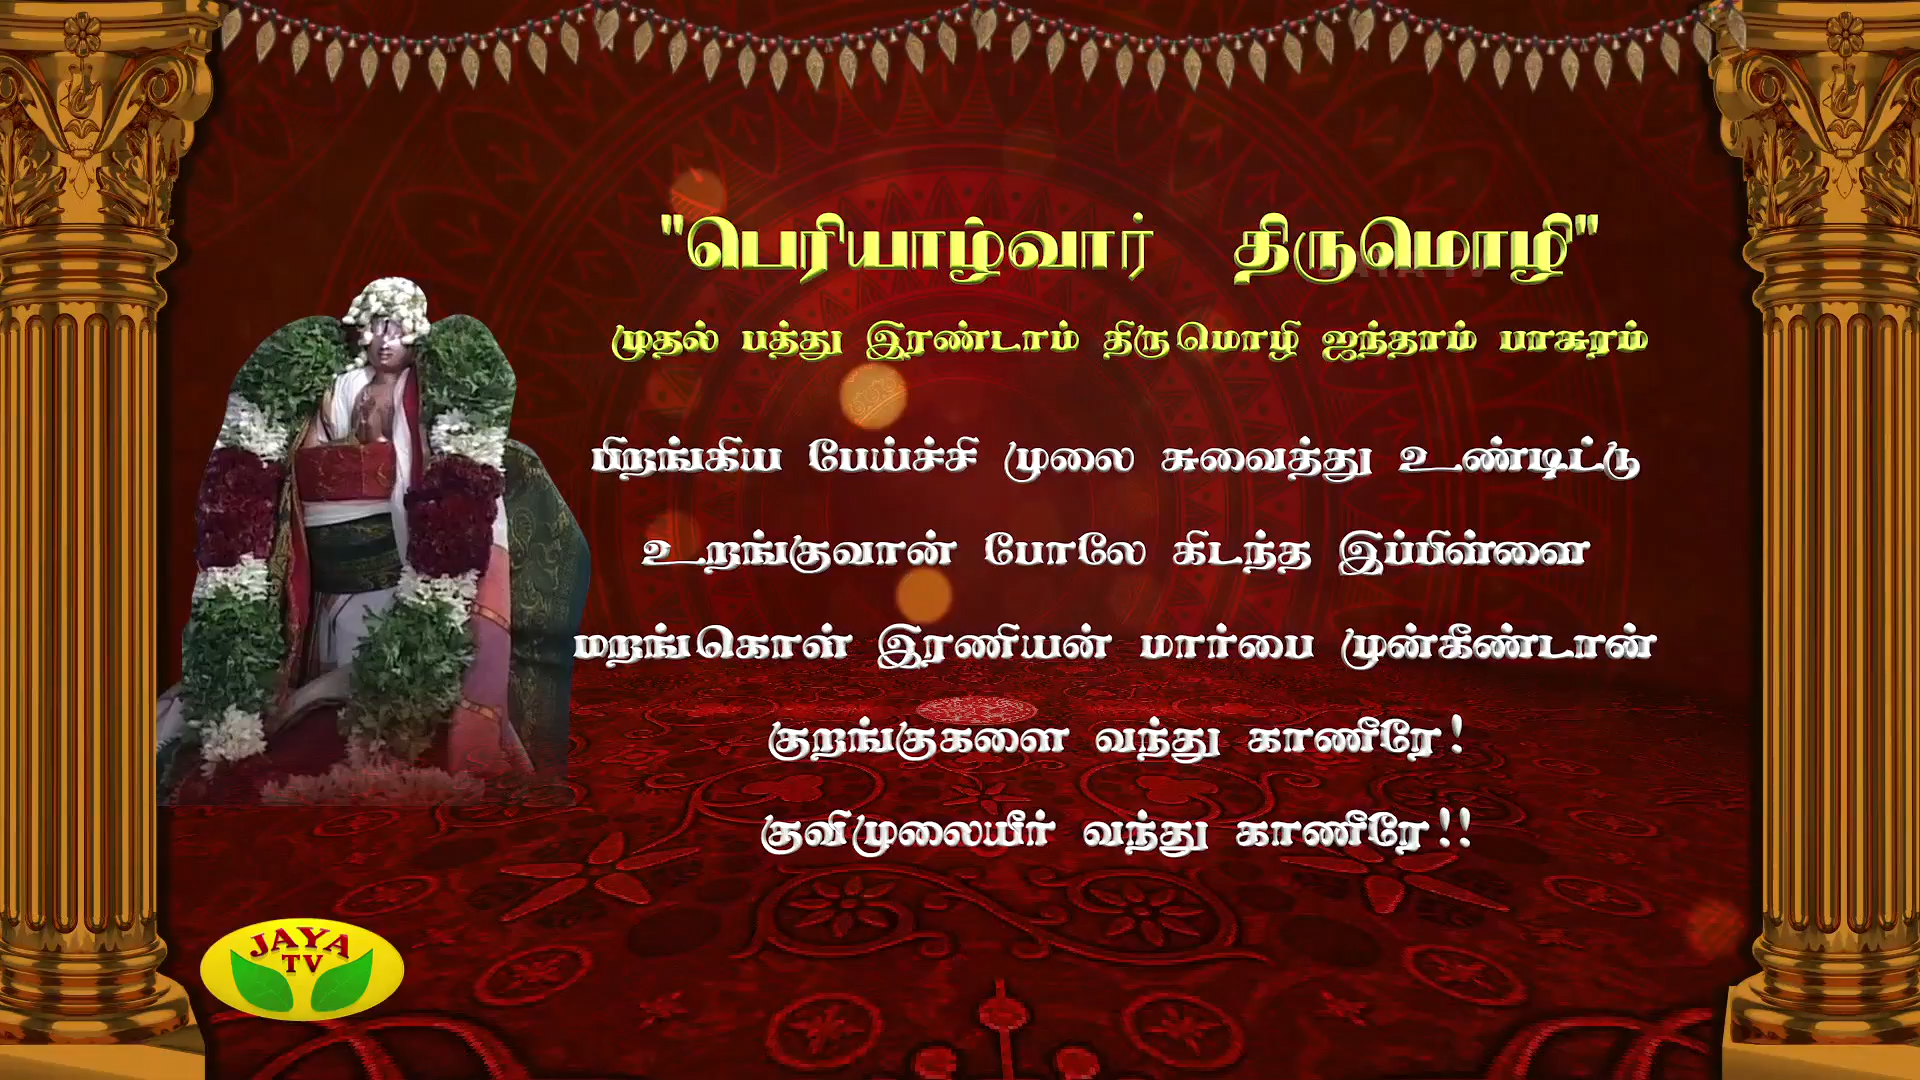 "பெரியாழ்வார் திருமொழி"
முதல் பத்து இரண்டாம் திருமொழி ஐந்தாம் பாசுரம்
பிறங்கிய பேய்ச்சி முலை சுவைத்து உண்டிட்டு
உறங்குவான் போலே கிடந்த இப்பிள்ளை
மறங்கொள் இரணியன் மார்பை முன்கீண்டான்
குறங்குகளை வந்து காணீரே!
குவிமுலையீர் வந்து காணீரே!!
JAYA
TV